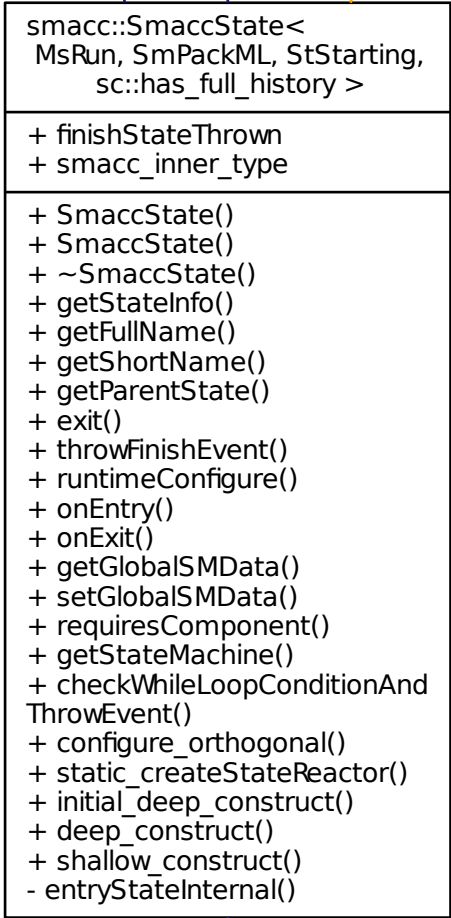 smacc::SmaccState<
MsRun, SmPackML, StStarting,
sc::has_full_history >
+ finishStateThrown
+ smacc_inner_type
+ SmaccState()
+ SmaccState()
+ ~SmaccState()
+ getStateInfo()
+ getFullName()
+ getShortName()
+ getParentState()
+ exit()
+ throwFinishEvent()
+ runtimeConfigure()
+ onEntry()
+ onExit()
+ getGlobalSMData()
+ setGlobalSMData()
+ requiresComponent()
+ getStateMachine()
+ checkWhileLoopConditionAnd
ThrowEvent()
+ configure_orthogonal()
+ static_createStateReactor()
+ initial_deep_construct()
+ deep_construct()
+ shallow_construct()
- entryStateInternal()